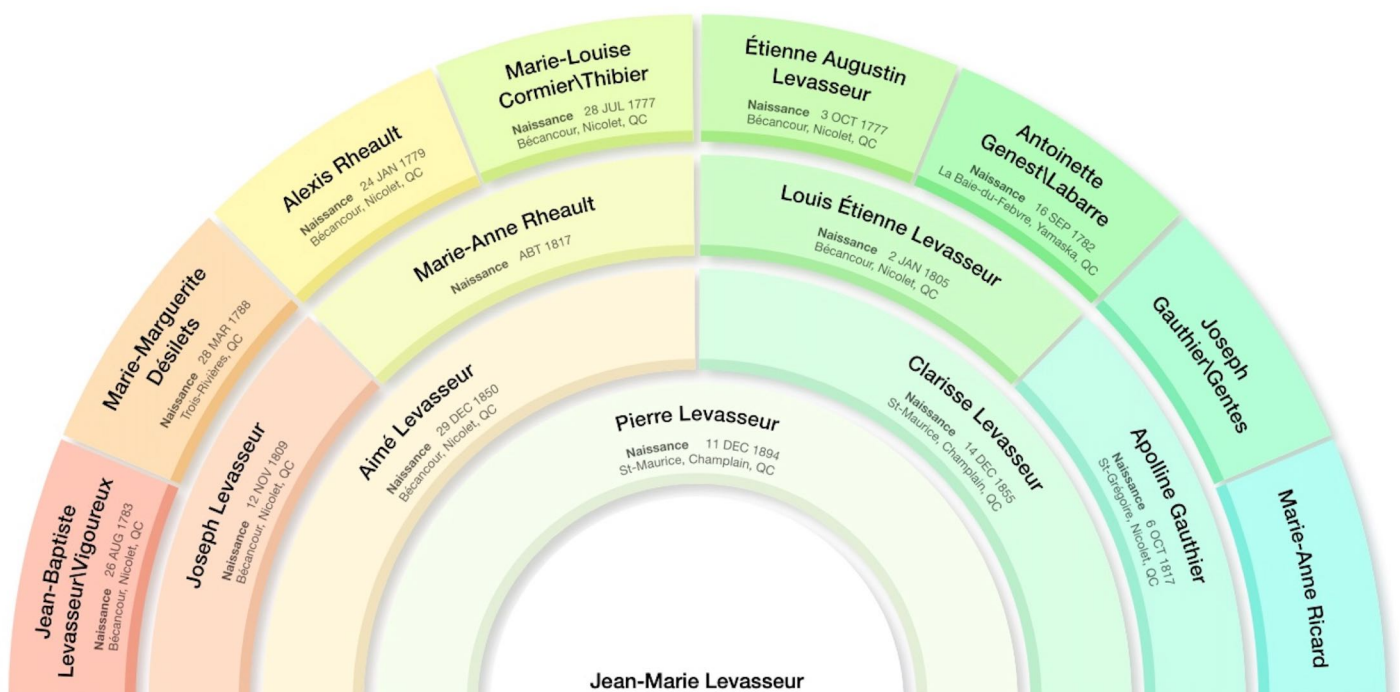 Jean-Baptiste
Levasseur\Vigoureux
Naissance 26 AUG 1783
Bécancour, Nicolet, QC
Marie-Marguerite
Désilets
Naissance 28 MAR 1788
Trois-Rivières, QC
Alexis Rheault
Naissance 24 JAN 1779
Bécancour, Nicolet, QC
Marie-Louise
Cormier\Thibier
Naissance 28 JUL 1777
Bécancour, Nicolet, QC
Étienne Augustin
Levasseur
Naissance 3 OCT 1777
Bécancour, Nicolet, QC
Antoinette
Genest\Labarre
Naissance 16 SEP 1782
La Baie-du-Febvre, Yamaska, QC
Joseph
Gauthier\Gentes
Marie-Anne Ricard
Joseph Levasseur
Naissance 12 NOV 1809
Bécancour, Nicolet, QC
Marie-Anne Rheault
Naissance ABT 1817
Louis Étienne Levasseur
Naissance 2 JAN 1805
Bécancour, Nicolet, QC
Apolline Gauthier
Naissance 6 OCT 1817
St-Grégoire, Nicolet, QC
Aimé Levasseur
Naissance 29 DEC 1850
Bécancour, Nicolet, QC
Clarisse Levasseur
Naissance 14 DEC 1855
St-Maurice, Champlain, QC
Pierre Levasseur
Naissance 11 DEC 1894
St-Maurice, Champlain, QC
Jean-Marie Levasseur